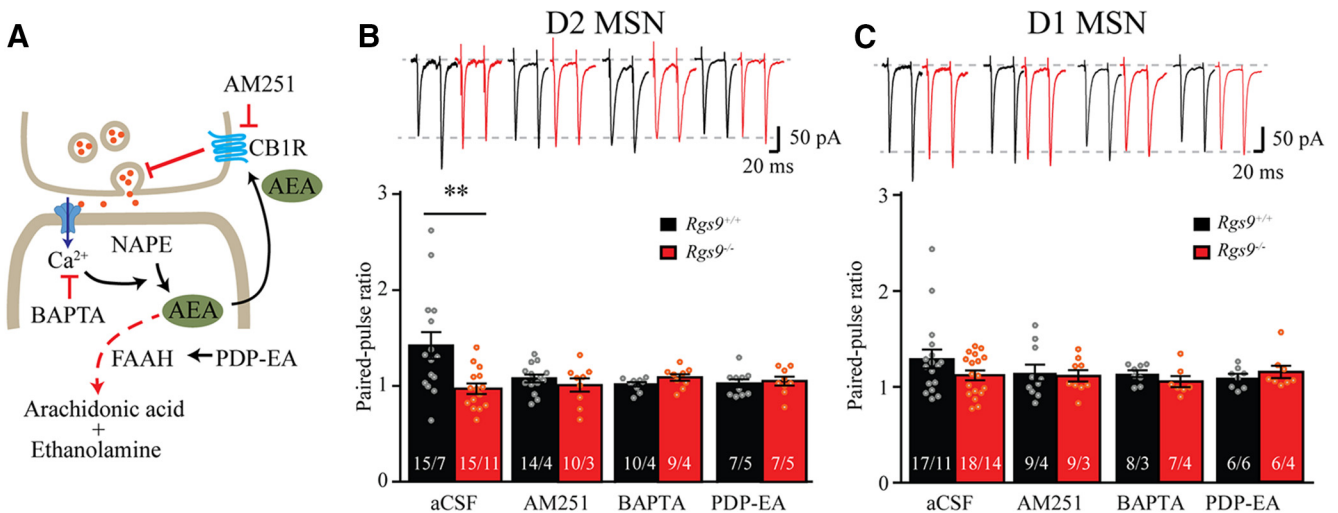 A
AM251
CB1R
AEA
NAPE
Ca²⁺
BAPTA
AEA
FAAH
PDP-EA
Arachidonic acid
+
Ethanolamine
B
D2 MSN
50 pA
20 ms
Paired-pulse ratio
3
2
1
0
**
Rgs9⁺/⁺
Rgs9⁻/⁻
15/7
15/11
14/4
10/3
10/4
9/4
7/5
7/5
aCSF
AM251
BAPTA
PDP-EA
C
D1 MSN
50 pA
20 ms
Paired-pulse ratio
3
2
1
0
Rgs9⁺/⁺
Rgs9⁻/⁻
17/11
18/14
9/4
9/3
8/3
7/4
6/6
6/4
aCSF
AM251
BAPTA
PDP-EA